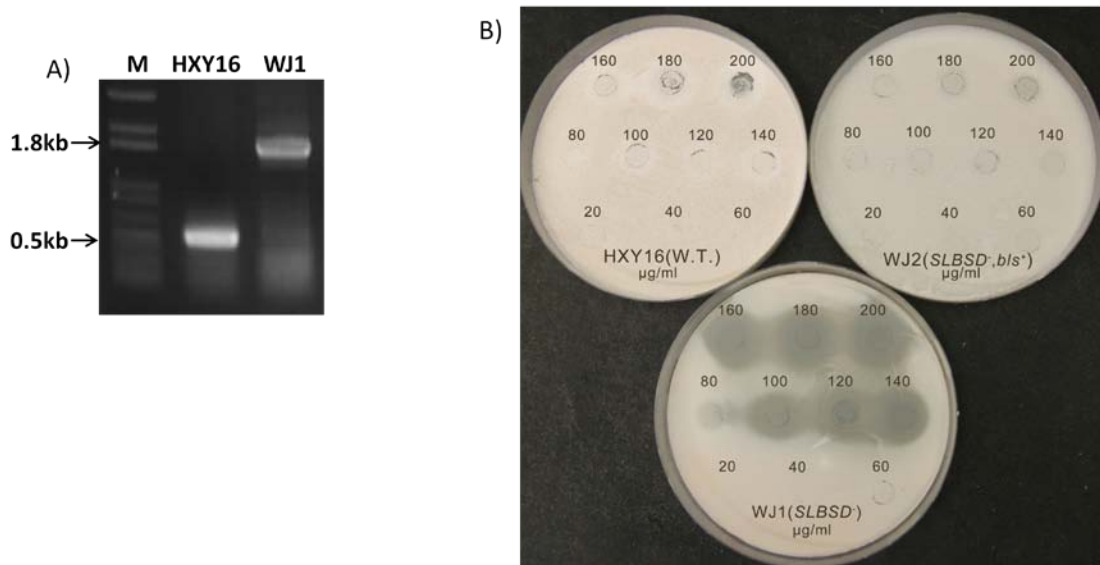 A)
M HXY16 WJ1
1.8kb
0.5kb
B)
160 180 200
80 100 120 140
20 40 60
HXY16(W.T.)
µg/ml
160 180 200
80 100 120 140
20 40 60
WJ2(SLBSD⁻,bls⁺)
µg/ml
160 180 200
80 100 120 140
20 40 60
WJ1(SLBSD⁻)
µg/ml